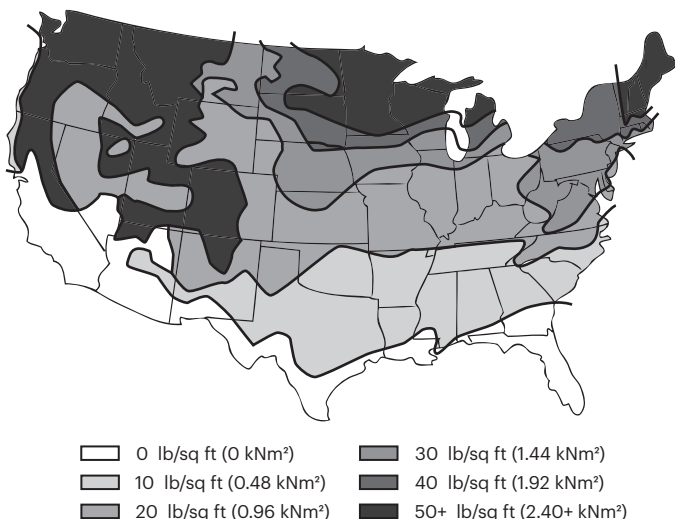 0 lb/sq ft (0 kNm²)
10 lb/sq ft (0.48 kNm²)
20 lb/sq ft (0.96 kNm²)
30 lb/sq ft (1.44 kNm²)
40 lb/sq ft (1.92 kNm²)
50+ lb/sq ft (2.40+ kNm²)